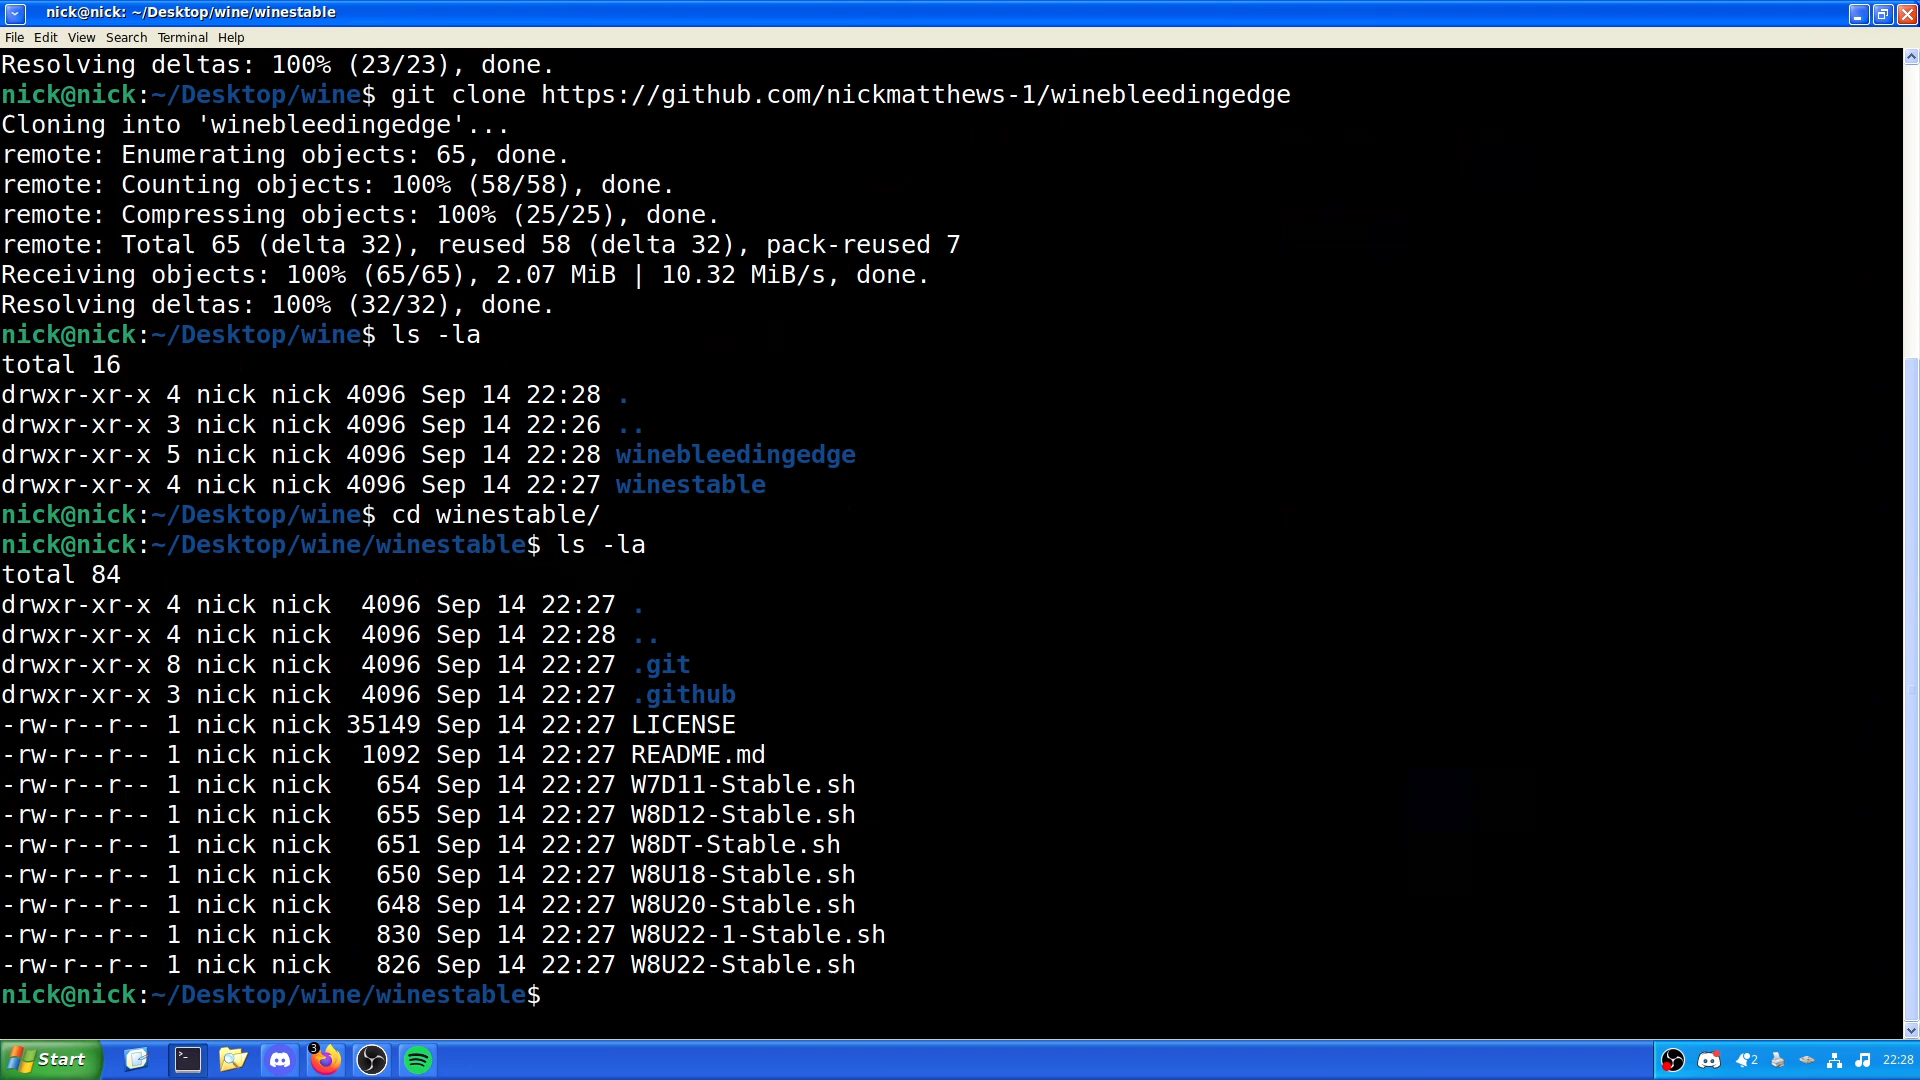 nick@nick: ~/Desktop/wine/winestable
File Edit View Search Terminal Help
Resolving deltas: 100% (23/23), done.
nick@nick:~/Desktop/wine$ git clone https://github.com/nickmatthews-1/winebleedingedge
Cloning into 'winebleedingedge'...
remote: Enumerating objects: 65, done.
remote: Counting objects: 100% (58/58), done.
remote: Compressing objects: 100% (25/25), done.
remote: Total 65 (delta 32), reused 58 (delta 32), pack-reused 7
Receiving objects: 100% (65/65), 2.07 MiB | 10.32 MiB/s, done.
Resolving deltas: 100% (32/32), done.
nick@nick:~/Desktop/wine$ ls -la
total 16
drwxr-xr-x 4 nick nick 4096 Sep 14 22:28 .
drwxr-xr-x 3 nick nick 4096 Sep 14 22:26 ..
drwxr-xr-x 5 nick nick 4096 Sep 14 22:28 winebleedingedge
drwxr-xr-x 4 nick nick 4096 Sep 14 22:27 winestable
nick@nick:~/Desktop/wine$ cd winestable/
nick@nick:~/Desktop/wine/winestable$ ls -la
total 84
drwxr-xr-x 4 nick nick  4096 Sep 14 22:27 .
drwxr-xr-x 4 nick nick  4096 Sep 14 22:28 ..
drwxr-xr-x 8 nick nick  4096 Sep 14 22:27 .git
drwxr-xr-x 3 nick nick  4096 Sep 14 22:27 .github
-rw-r--r-- 1 nick nick 35149 Sep 14 22:27 LICENSE
-rw-r--r-- 1 nick nick  1092 Sep 14 22:27 README.md
-rw-r--r-- 1 nick nick   654 Sep 14 22:27 W7D11-Stable.sh
-rw-r--r-- 1 nick nick   655 Sep 14 22:27 W8D12-Stable.sh
-rw-r--r-- 1 nick nick   651 Sep 14 22:27 W8DT-Stable.sh
-rw-r--r-- 1 nick nick   650 Sep 14 22:27 W8U18-Stable.sh
-rw-r--r-- 1 nick nick   648 Sep 14 22:27 W8U20-Stable.sh
-rw-r--r-- 1 nick nick   830 Sep 14 22:27 W8U22-1-Stable.sh
-rw-r--r-- 1 nick nick   826 Sep 14 22:27 W8U22-Stable.sh
nick@nick:~/Desktop/wine/winestable$
Start 3 2 22:28